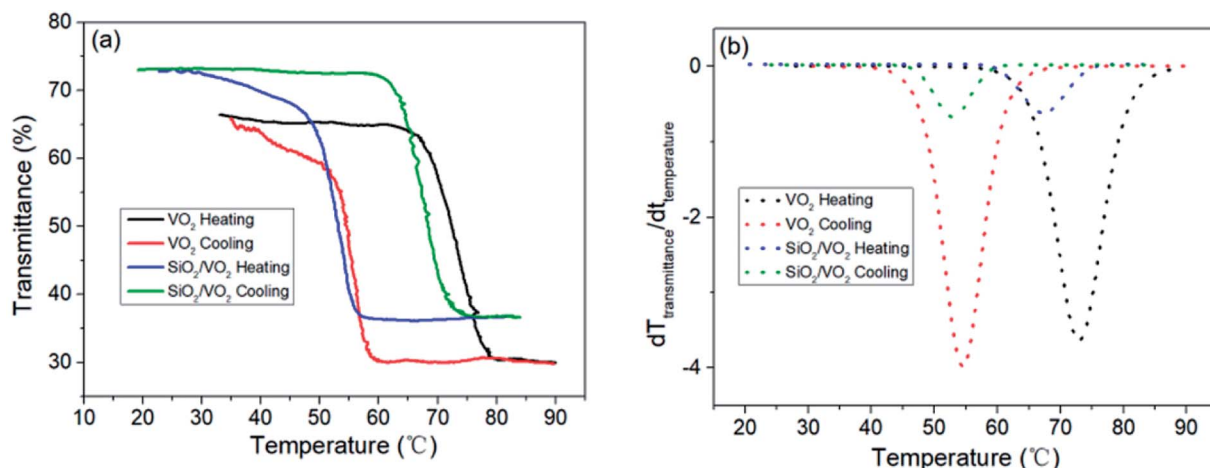 (a)
80
70
60
50
40
30
Transmittance (%)
VO₂ Heating
VO₂ Cooling
SiO₂/VO₂ Heating
SiO₂/VO₂ Cooling
10 20 30 40 50 60 70 80 90
Temperature (℃)
(b)
0
-2
-4
dTtransmittance/dttemperature
VO₂ Heating
VO₂ Cooling
SiO₂/VO₂ Heating
SiO₂/VO₂ Cooling
20 30 40 50 60 70 80 90
Temperature (℃)